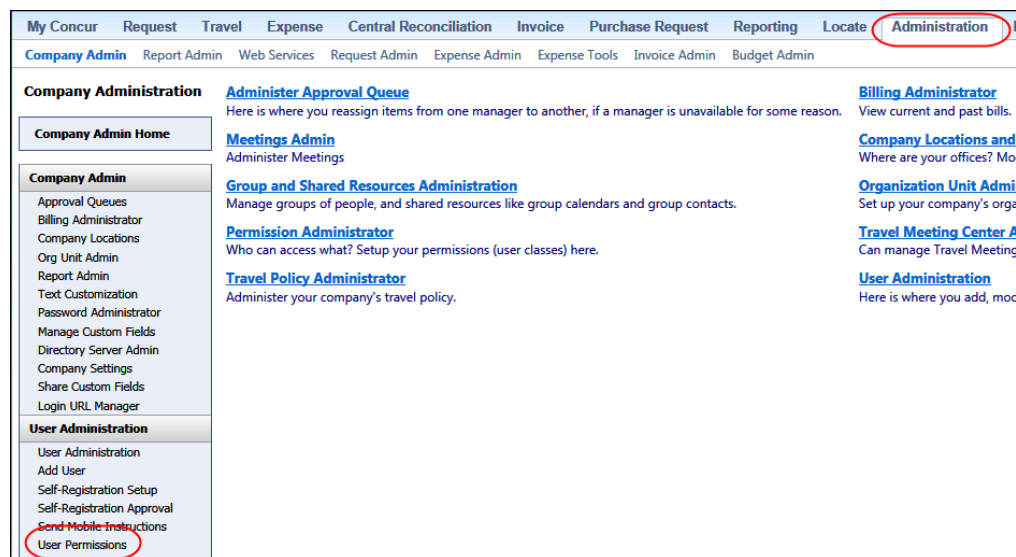 My Concur Request Travel Expense Central Reconciliation Invoice Purchase Request Reporting Locate Administration
Company Admin Report Admin Web Services Request Admin Expense Admin Expense Tools Invoice Admin Budget Admin
Company Administration
Company Admin Home
Company Admin
Approval Queues
Billing Administrator
Company Locations
Org Unit Admin
Report Admin
Text Customization
Password Administrator
Manage Custom Fields
Directory Server Admin
Company Settings
Share Custom Fields
Login URL Manager
User Administration
User Administration
Add User
Self-Registration Setup
Self-Registration Approval
Send Mobile Instructions
User Permissions
Administer Approval Queue
Here is where you reassign items from one manager to another, if a manager is unavailable for some reason.
Meetings Admin
Administer Meetings
Group and Shared Resources Administration
Manage groups of people, and shared resources like group calendars and group contacts.
Permission Administrator
Who can access what? Setup your permissions (user classes) here.
Travel Policy Administrator
Administer your company's travel policy.
Billing Administrator
View current and past bills.
Company Locations and
Where are your offices? Mo
Organization Unit Admi
Set up your company's orga
Travel Meeting Center A
Can manage Travel Meeting
User Administration
Here is where you add, mod